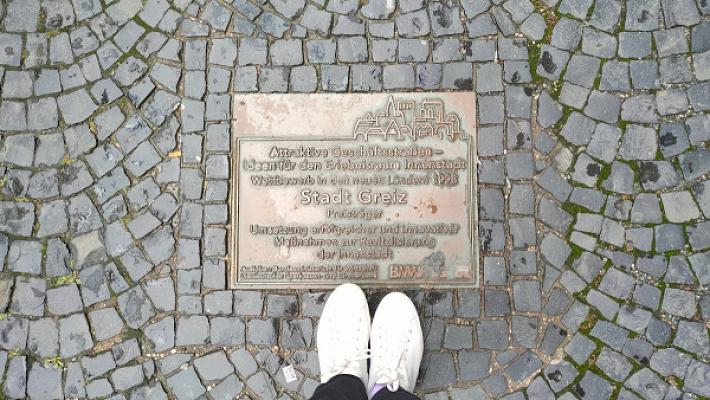 Attraktive Geschäftsstraßen –
Ideen für den Erlebnisraum Innenstadt
Wettbewerb in den neuen Ländern 1998
Stadt Greiz
Preisträger
Umsetzung erfolgreicher und innovativer
Maßnahmen zur Revitalisierung
der Innenstadt
BMW